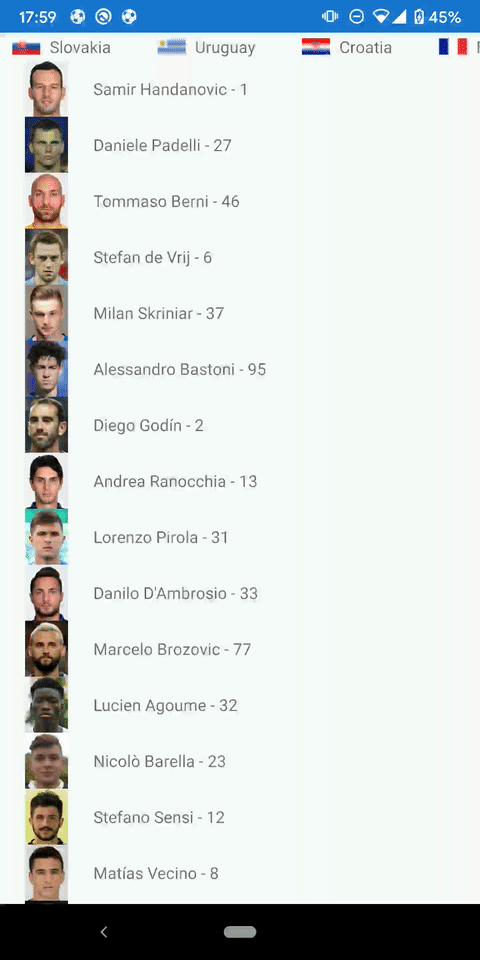 17:59 45%
Slovakia Uruguay Croatia
Samir Handanovic - 1
Daniele Padelli - 27
Tommaso Berni - 46
Stefan de Vrij - 6
Milan Skriniar - 37
Alessandro Bastoni - 95
Diego Godín - 2
Andrea Ranocchia - 13
Lorenzo Pirola - 31
Danilo D'Ambrosio - 33
Marcelo Brozovic - 77
Lucien Agoume - 32
Nicolò Barella - 23
Stefano Sensi - 12
Matías Vecino - 8